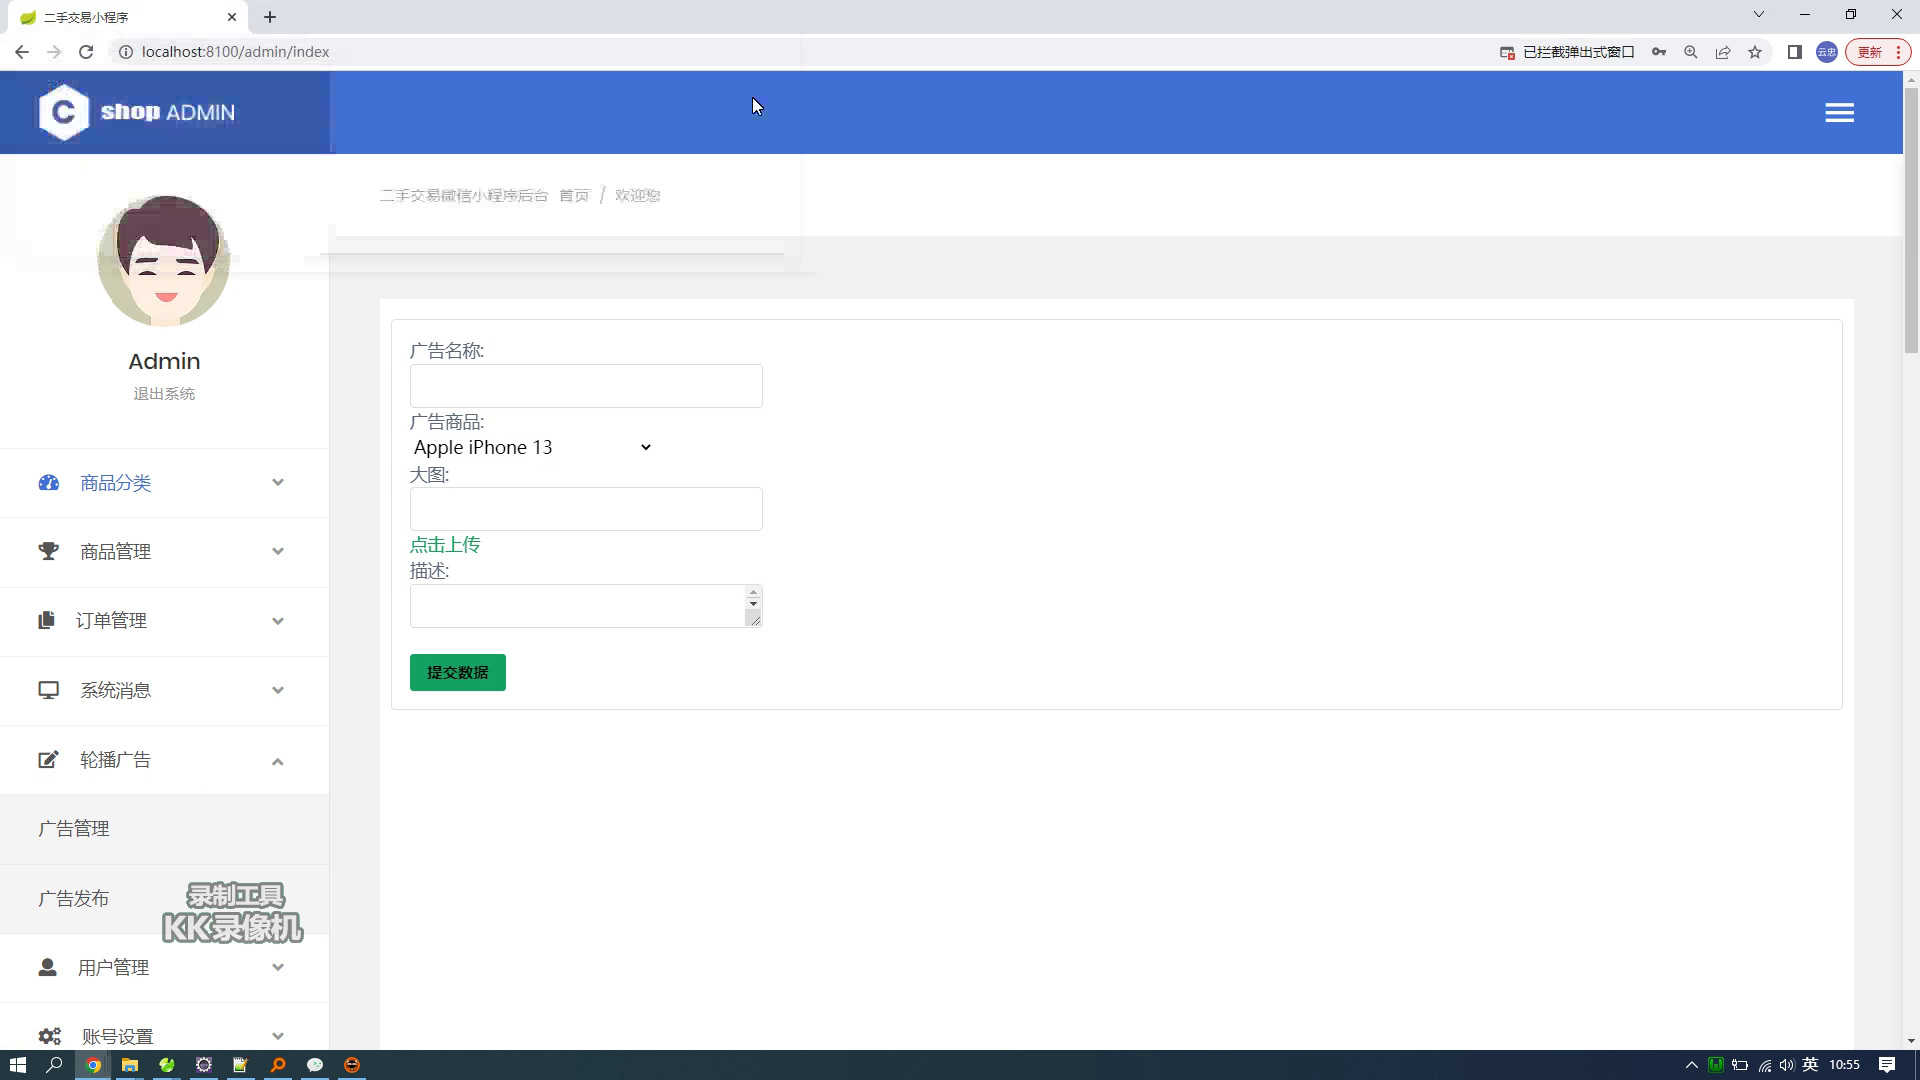 二手交易小程序
localhost:8100/admin/index
已拦截弹出式窗口
云忠
更新
C shop ADMIN
二手交易微信小程序后台 首页 / 欢迎您
Admin
退出系统
商品分类
商品管理
订单管理
系统消息
轮播广告
广告管理
广告发布
用户管理
账号设置
广告名称:
广告商品:
Apple iPhone 13
大图:
点击上传
描述:
提交数据
录制工具
KK录像机
英
10:55